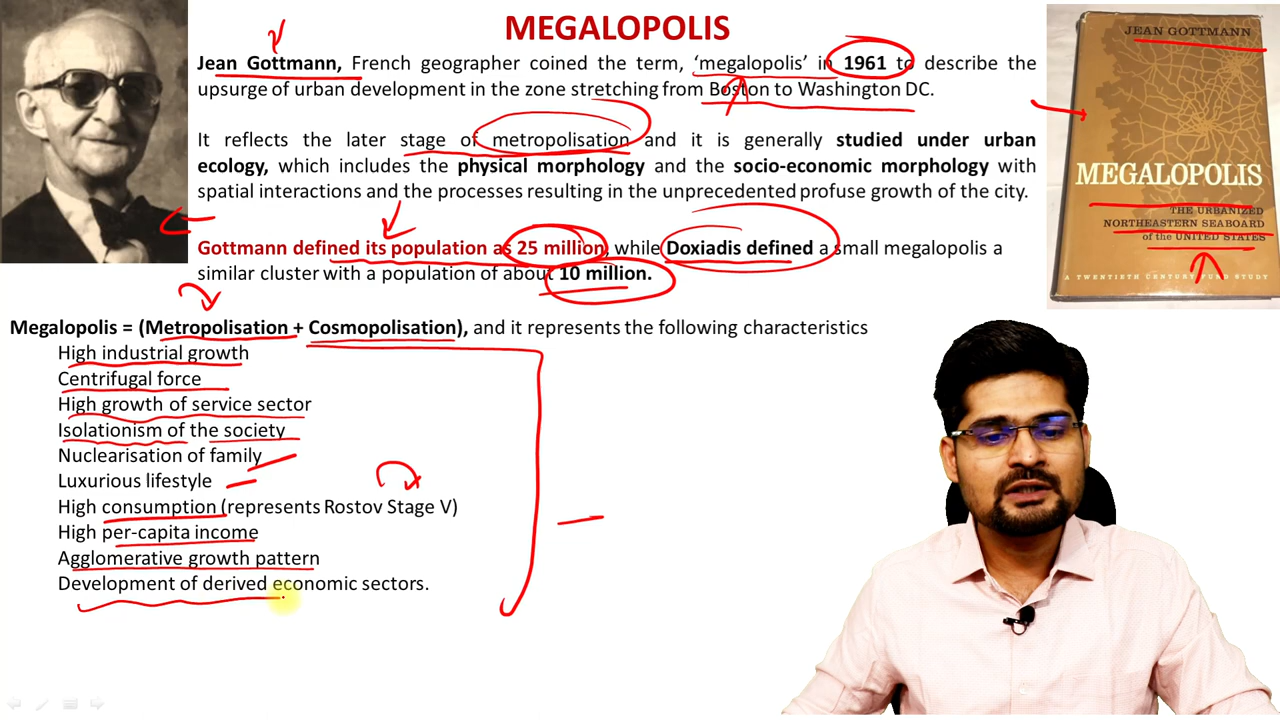 MEGALOPOLIS
Jean Gottmann, French geographer coined the term, ‘megalopolis’ in 1961 to describe the
upsurge of urban development in the zone stretching from Boston to Washington DC.
It reflects the later stage of metropolisation and it is generally studied under urban
ecology, which includes the physical morphology and the socio-economic morphology with
spatial interactions and the processes resulting in the unprecedented profuse growth of the city.
Gottmann defined its population as 25 million, while Doxiadis defined a small megalopolis a
similar cluster with a population of about 10 million.
Megalopolis = (Metropolisation + Cosmopolisation), and it represents the following characteristics
High industrial growth
Centrifugal force
High growth of service sector
Isolationism of the society
Nuclearisation of family
Luxurious lifestyle
High consumption (represents Rostov Stage V)
High per-capita income
Agglomerative growth pattern
Development of derived economic sectors.
JEAN GOTTMANN
MEGALOPOLIS
THE URBANIZED
NORTHEASTERN SEABOARD
of the UNITED STATES
A TWENTIETH CENTURY FUND STUDY